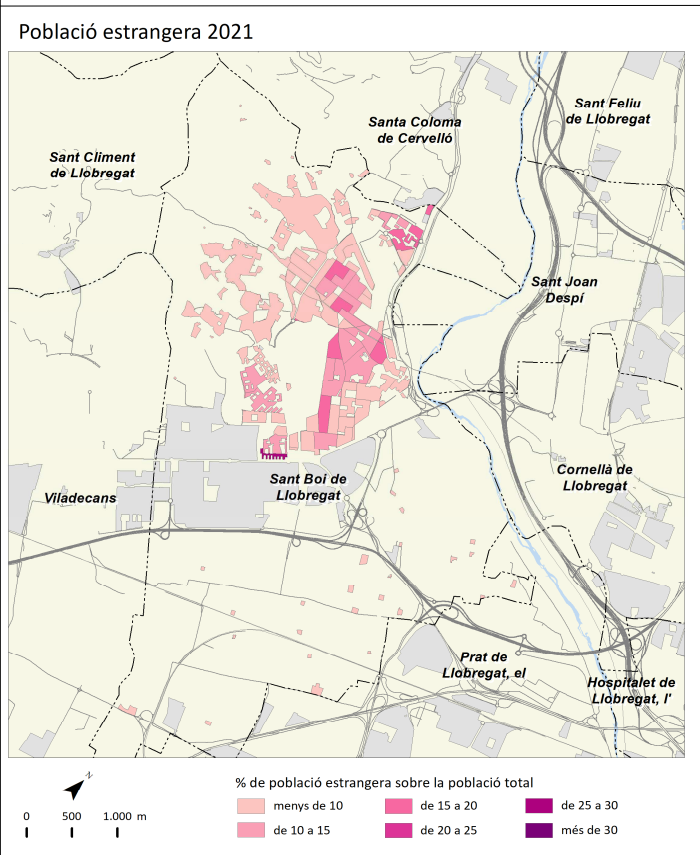 Població estrangera 2021
Sant Feliu
de Llobregat
Santa Coloma
de Cervelló
Sant Climent
de Llobregat
Sant Joan
Despí
Cornellà de
Llobregat
Sant Boi de
Llobregat
Viladecans
Prat de
Llobregat, el
Hospitalet de
Llobregat, l'
N
0 500 1.000 m
% de població estrangera sobre la població total
menys de 10
de 15 a 20
de 25 a 30
de 10 a 15
de 20 a 25
més de 30